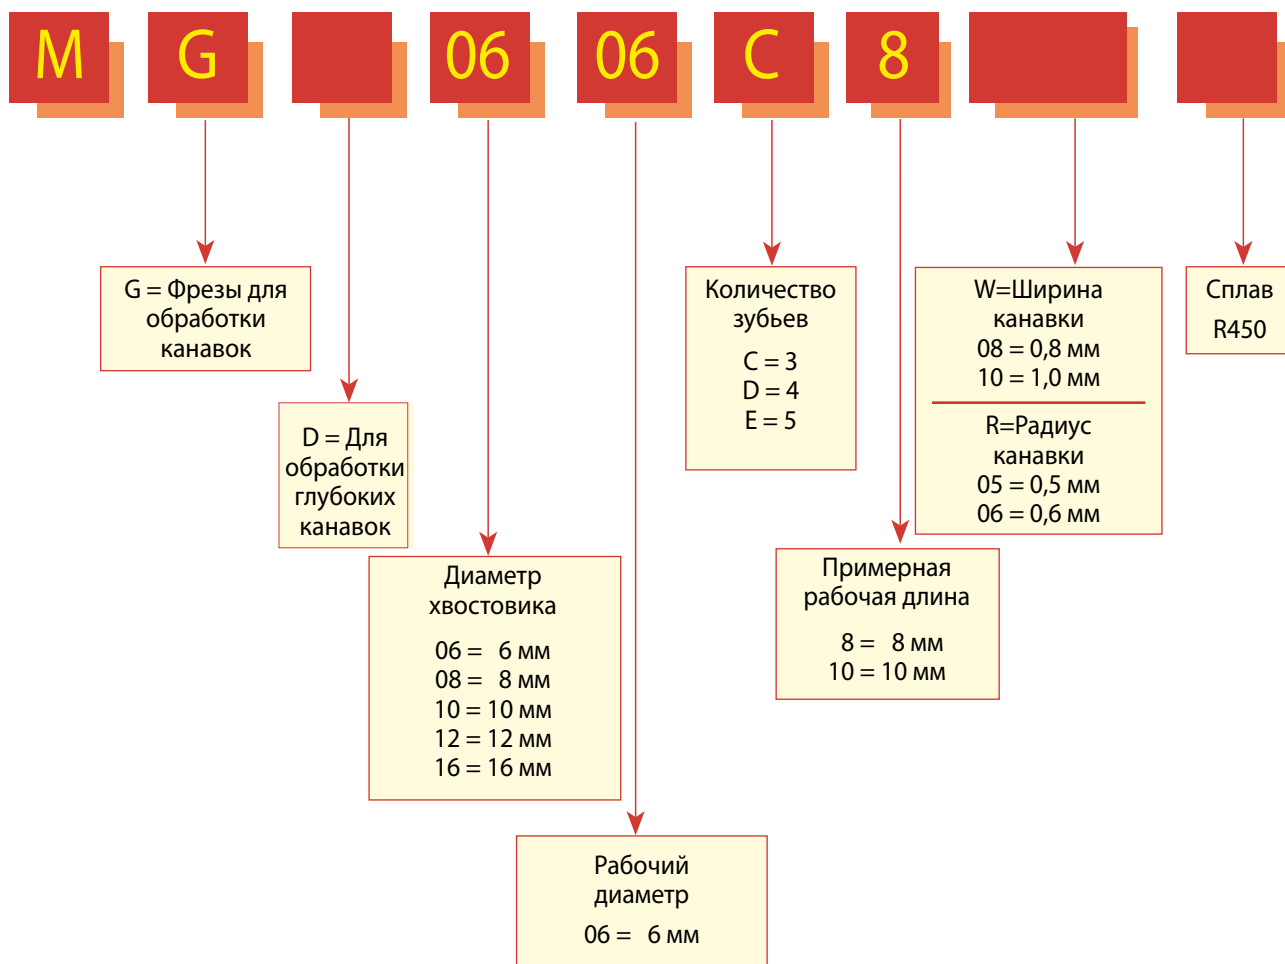 M G 06 06 C 8
G = Фрезы для
обработки
канавок
D = Для
обработки
глубоких
канавок
Диаметр
хвостовика
06 = 6 мм
08 = 8 мм
10 = 10 мм
12 = 12 мм
16 = 16 мм
Рабочий
диаметр
06 = 6 мм
Количество
зубьев
C = 3
D = 4
E = 5
Примерная
рабочая длина
8 = 8 мм
10 = 10 мм
W=Ширина
канавки
08 = 0,8 мм
10 = 1,0 мм
R=Радиус
канавки
05 = 0,5 мм
06 = 0,6 мм
Сплав
R450